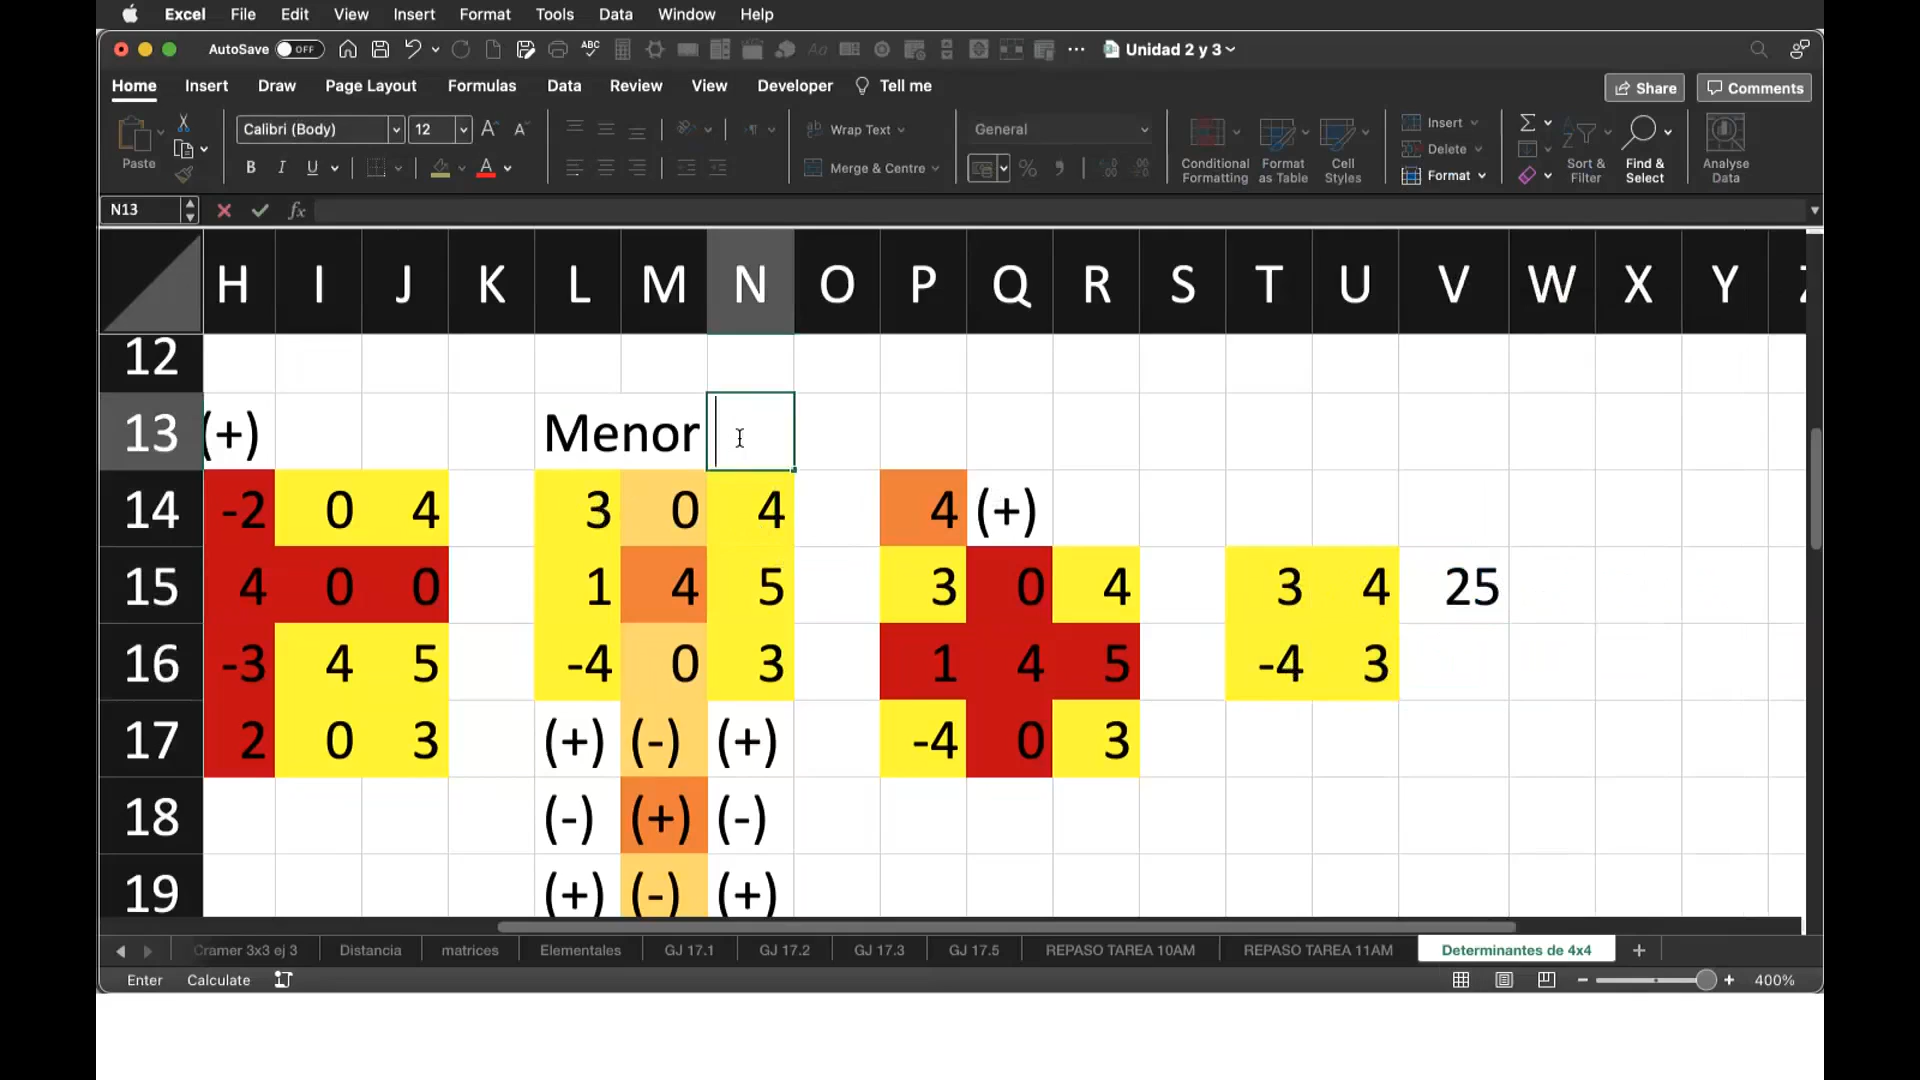 Excel File Edit View Insert Format Tools Data Window Help
AutoSave OFF ABC Aa ... Unidad 2 y 3
Home Insert Draw Page Layout Formulas Data Review View Developer Tell me Share Comments
Paste Calibri (Body) 12 A A Wrap Text General Insert
B I U A Merge & Centre % , Conditional Formatting Format as Table Cell Styles Delete Format Sort & Filter Find & Select Analyse Data
N13 fx
H I J K L M N O P Q R S T U V W X Y
12
13 (+) Menor
14 -2 0 4 3 0 4 4 (+)
15 4 0 0 1 4 5 3 0 4 3 4 25
16 -3 4 5 -4 0 3 1 4 5 -4 3
17 2 0 3 (+) (-) (+) -4 0 3
18 (-) (+) (-)
19 (+) (-) (+)
Cramer 3x3 ej 3 Distancia matrices Elementales GJ 17.1 GJ 17.2 GJ 17.3 GJ 17.5 REPASO TAREA 10AM REPASO TAREA 11AM Determinantes de 4x4 +
Enter Calculate - + 400%